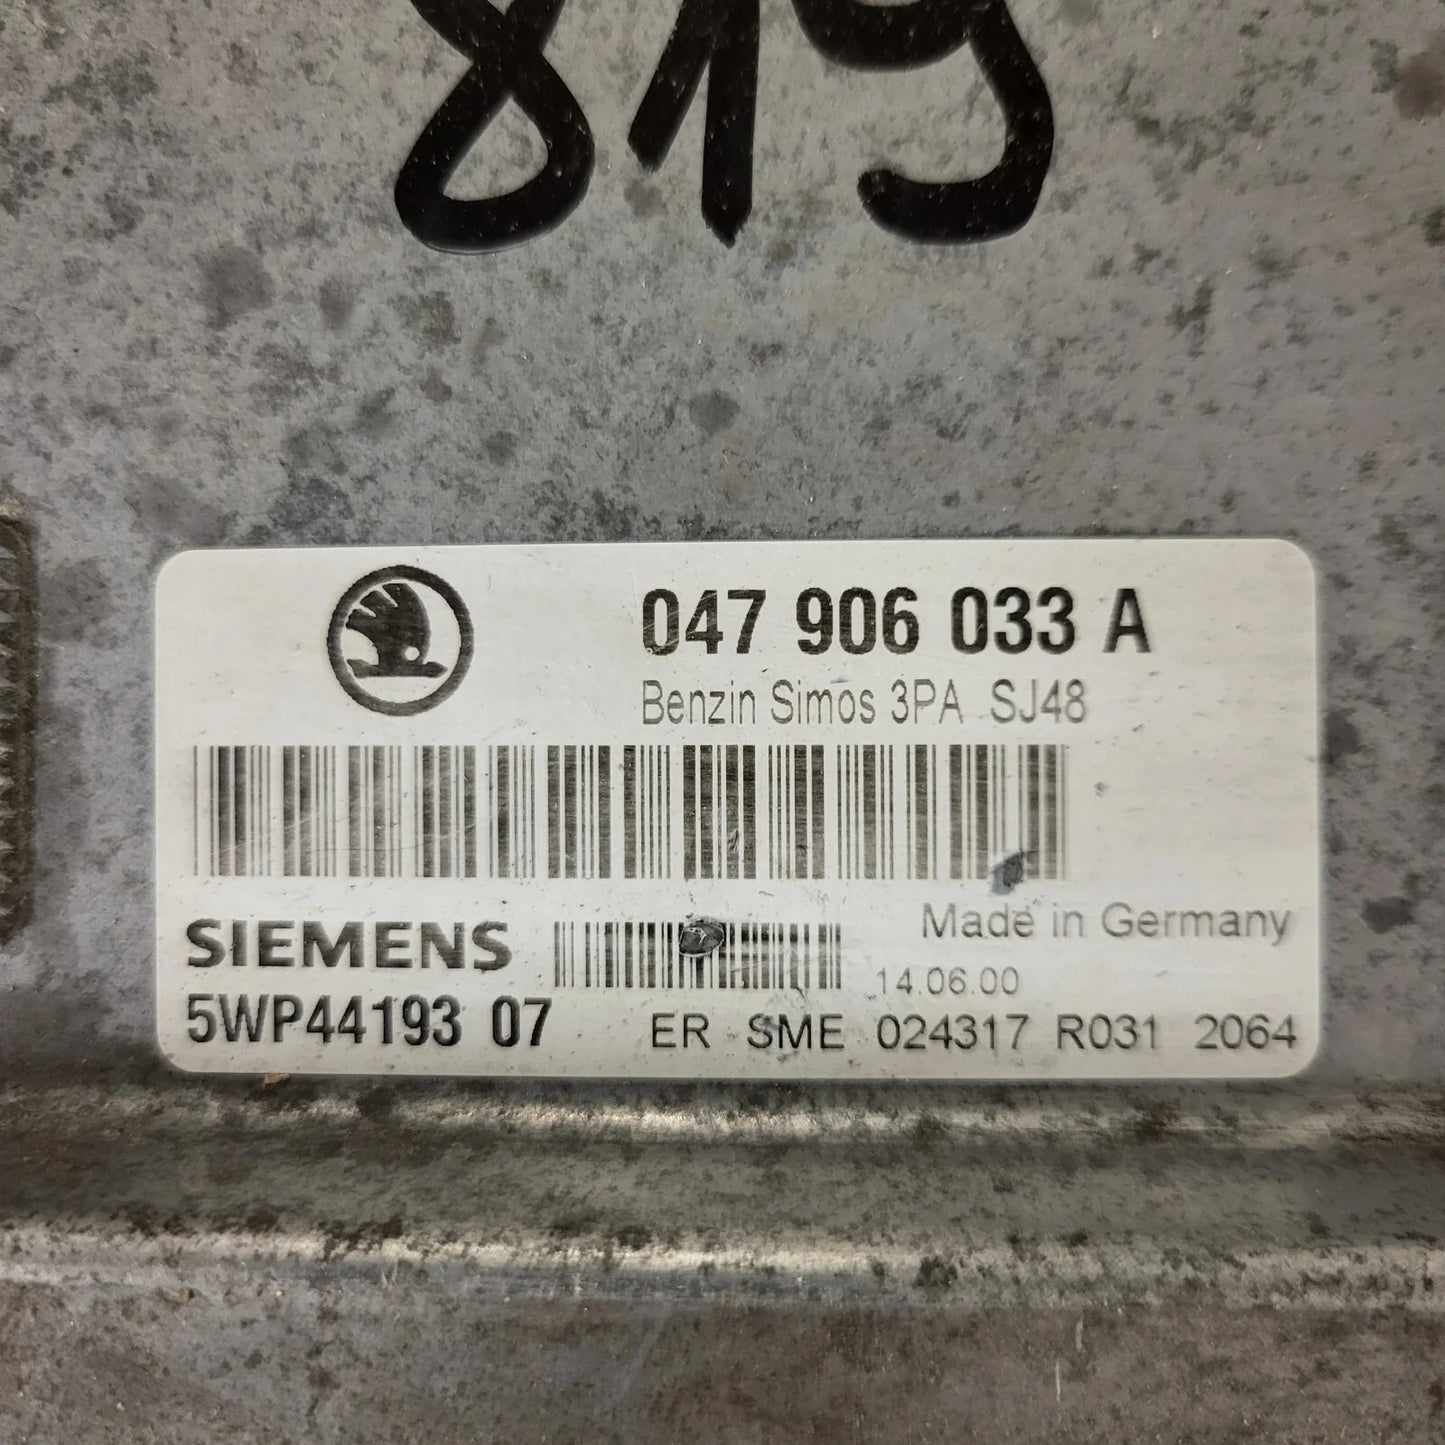 819
047 906 033 A
Benzin Simos 3PA SJ48
Made in Germany
SIEMENS
14.06.00
5WP44193 07
ER SME 024317 R031 2064